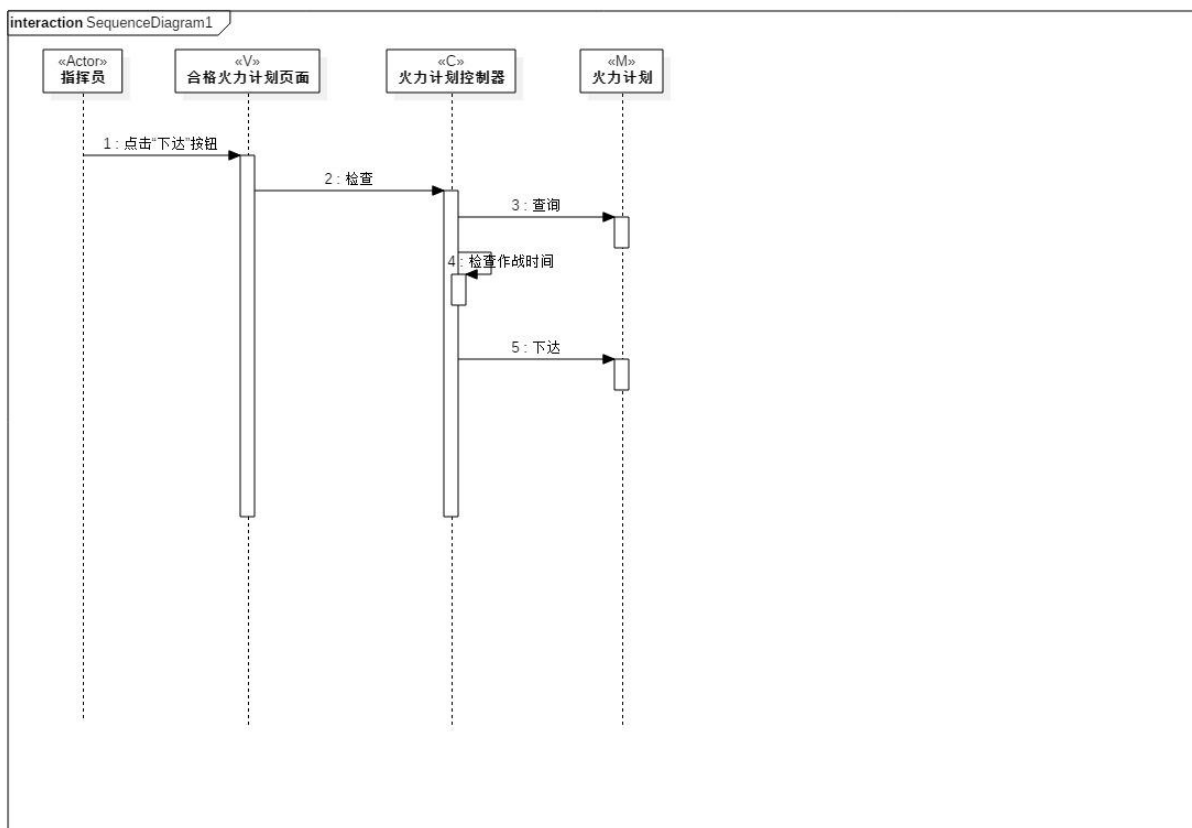 interaction SequenceDiagram1
«Actor»
指挥员
«V»
合格火力计划页面
«C»
火力计划控制器
«M»
火力计划
1 : 点击“下达”按钮
2 : 检查
3 : 查询
4 : 检查作战时间
5 : 下达